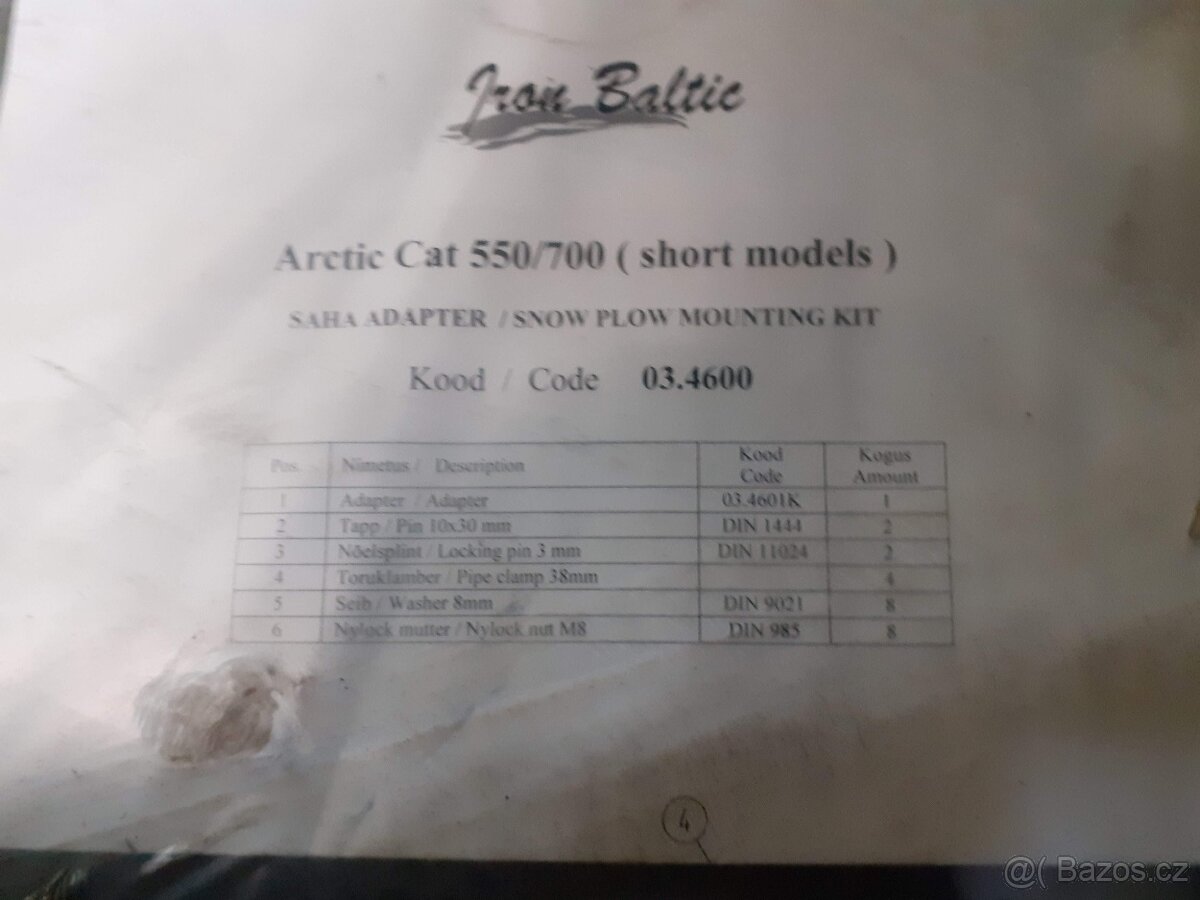 Iron Baltic
Arctic Cat 550/700 ( short models )
SAHA ADAPTER / SNOW PLOW MOUNTING KIT
Kood / Code 03.4600
Pos. Nimetus / Description Kood Code Kogus Amount
1 Adapter / Adapter 03.4601K 1
2 Tapp / Pin 10x30 mm DIN 1444 2
3 Nõelsplint / Locking pin 3 mm DIN 11024 2
4 Toruklamber / Pipe clamp 38mm 4
5 Seib / Washer 8mm DIN 9021 8
6 Nylock mutter / Nylock nut M8 DIN 985 8
4
@( Bazos.cz